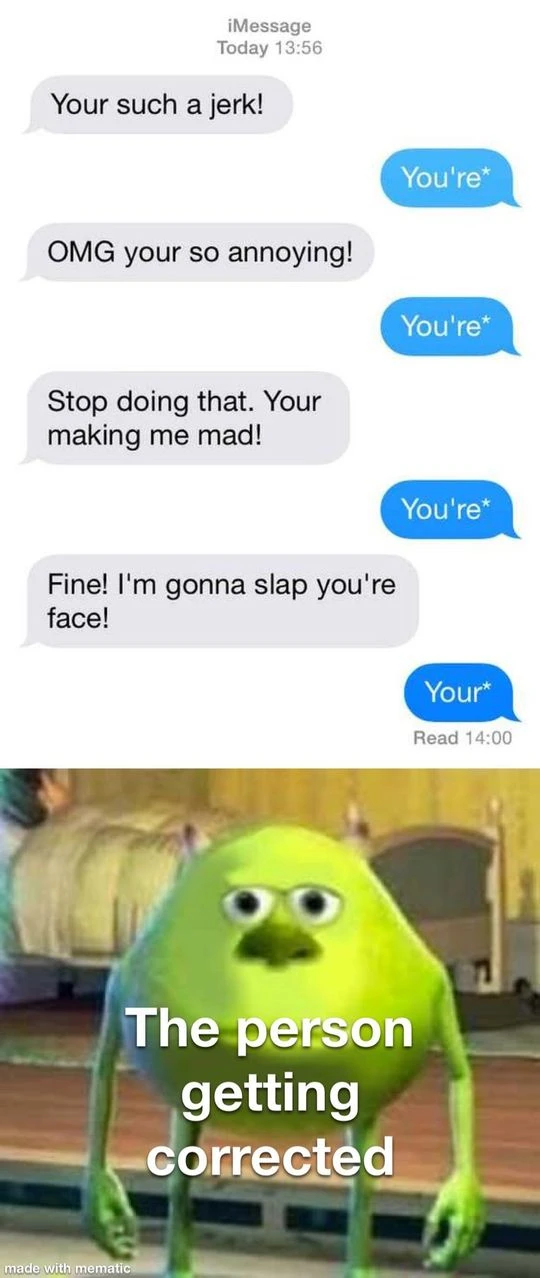 iMessage
Today 13:56
Your such a jerk!
You're*
OMG your so annoying!
You're*
Stop doing that. Your
making me mad!
You're*
Fine! I'm gonna slap you're
face!
Your*
Read 14:00
The person
getting
corrected
made with mematic